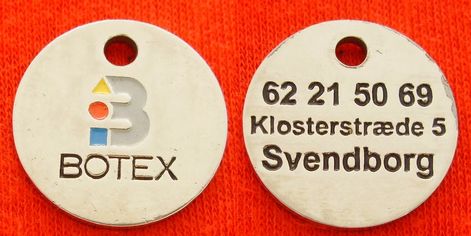 B
BOTEX
62 21 50 69
Klosterstræde 5
Svendborg